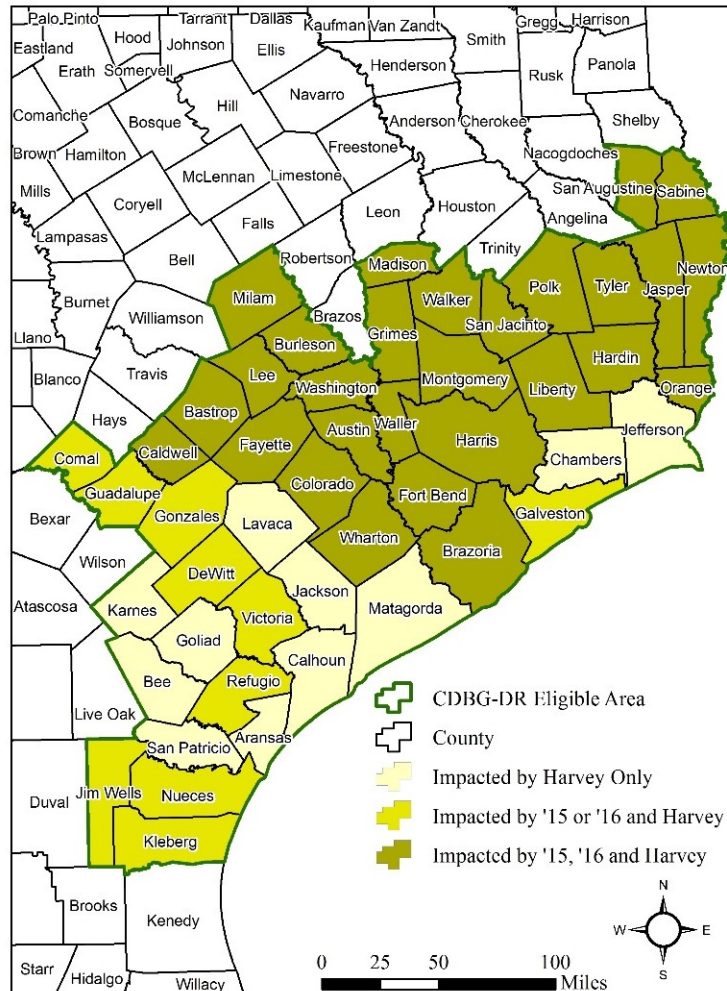 Palo Pinto
Tarrant
Dallas
Kaufman
Van Zandt
Gregg
Harrison
Hood
Johnson
Ellis
Smith
Eastland
Erath
Somervell
Henderson
Rusk
Panola
Hill
Navarro
Comanche
Bosque
Anderson
Cherokee
Shelby
Freestone
Nacogdoches
Brown
Hamilton
McLennan
Limestone
San Augustine
Sabine
Mills
Coryell
Leon
Houston
Angelina
Falls
Lampasas
Trinity
Bell
Robertson
Madison
Newton
Polk
Tyler
Jasper
Milam
Walker
Burnet
Williamson
Brazos
San Jacinto
Grimes
Llano
Burleson
Hardin
Blanco
Travis
Lee
Washington
Montgomery
Liberty
Orange
Hays
Bastrop
Austin
Waller
Jefferson
Comal
Caldwell
Fayette
Harris
Chambers
Guadalupe
Colorado
Fort Bend
Bexar
Gonzales
Lavaca
Galveston
Wharton
Wilson
Brazoria
DeWitt
Jackson
Atascosa
Karnes
Victoria
Matagorda
Goliad
Calhoun
Bee
Refugio
Live Oak
Aransas
San Patricio
Duval
Jim Wells
Nueces
Kleberg
Brooks
Kenedy
Starr
Hidalgo
Willacy
CDBG-DR Eligible Area
County
Impacted by Harvey Only
Impacted by '15 or '16 and Harvey
Impacted by '15, '16 and Harvey
N
W E
S
0 25 50 100
Miles